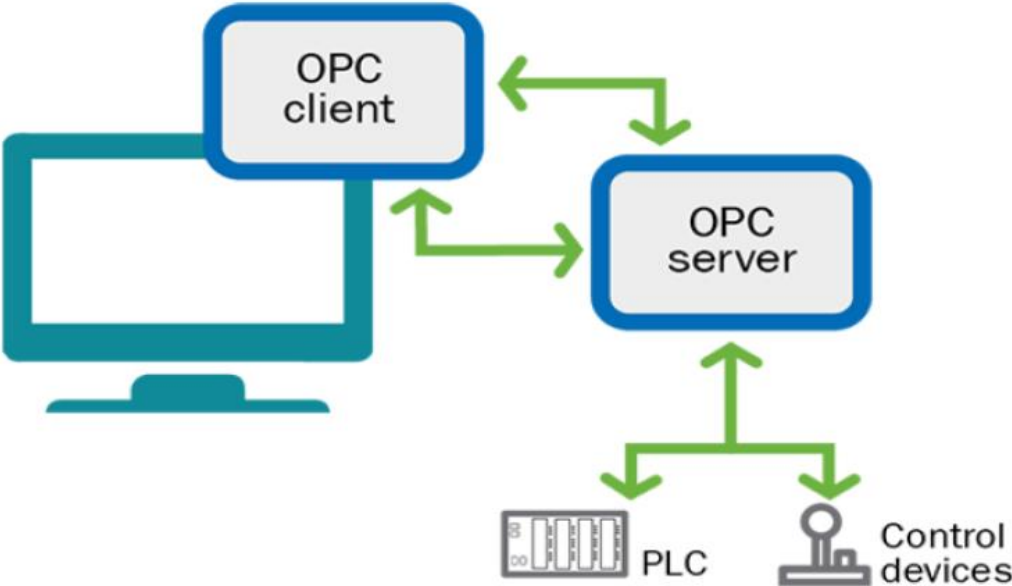 OPC
client
OPC
server
PLC
Control
devices